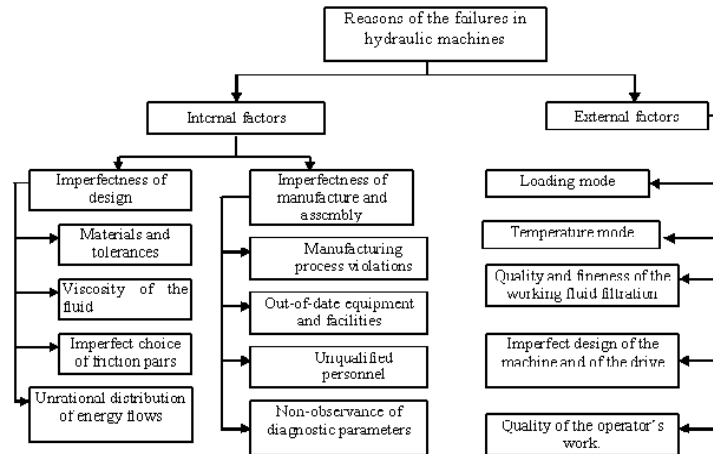 Reasons of the failures in
hydraulic machines
Internal factors
External factors
Imperfectness of
design
Materials and
tolerances
Viscosity of the
fluid
Imperfect choice
of friction pairs
Unrational distribution
of energy flows
Imperfectness of
manufacture and
assembly
Manufacturing
process violations
Out-of-date equipment
and facilities
Unqualified
personnel
Non-observance of
diagnostic parameters
Loading mode
Temperature mode
Quality and fineness of the
working fluid filtration
Imperfect design of the
machine and of the drive
Quality of the operator's
work.